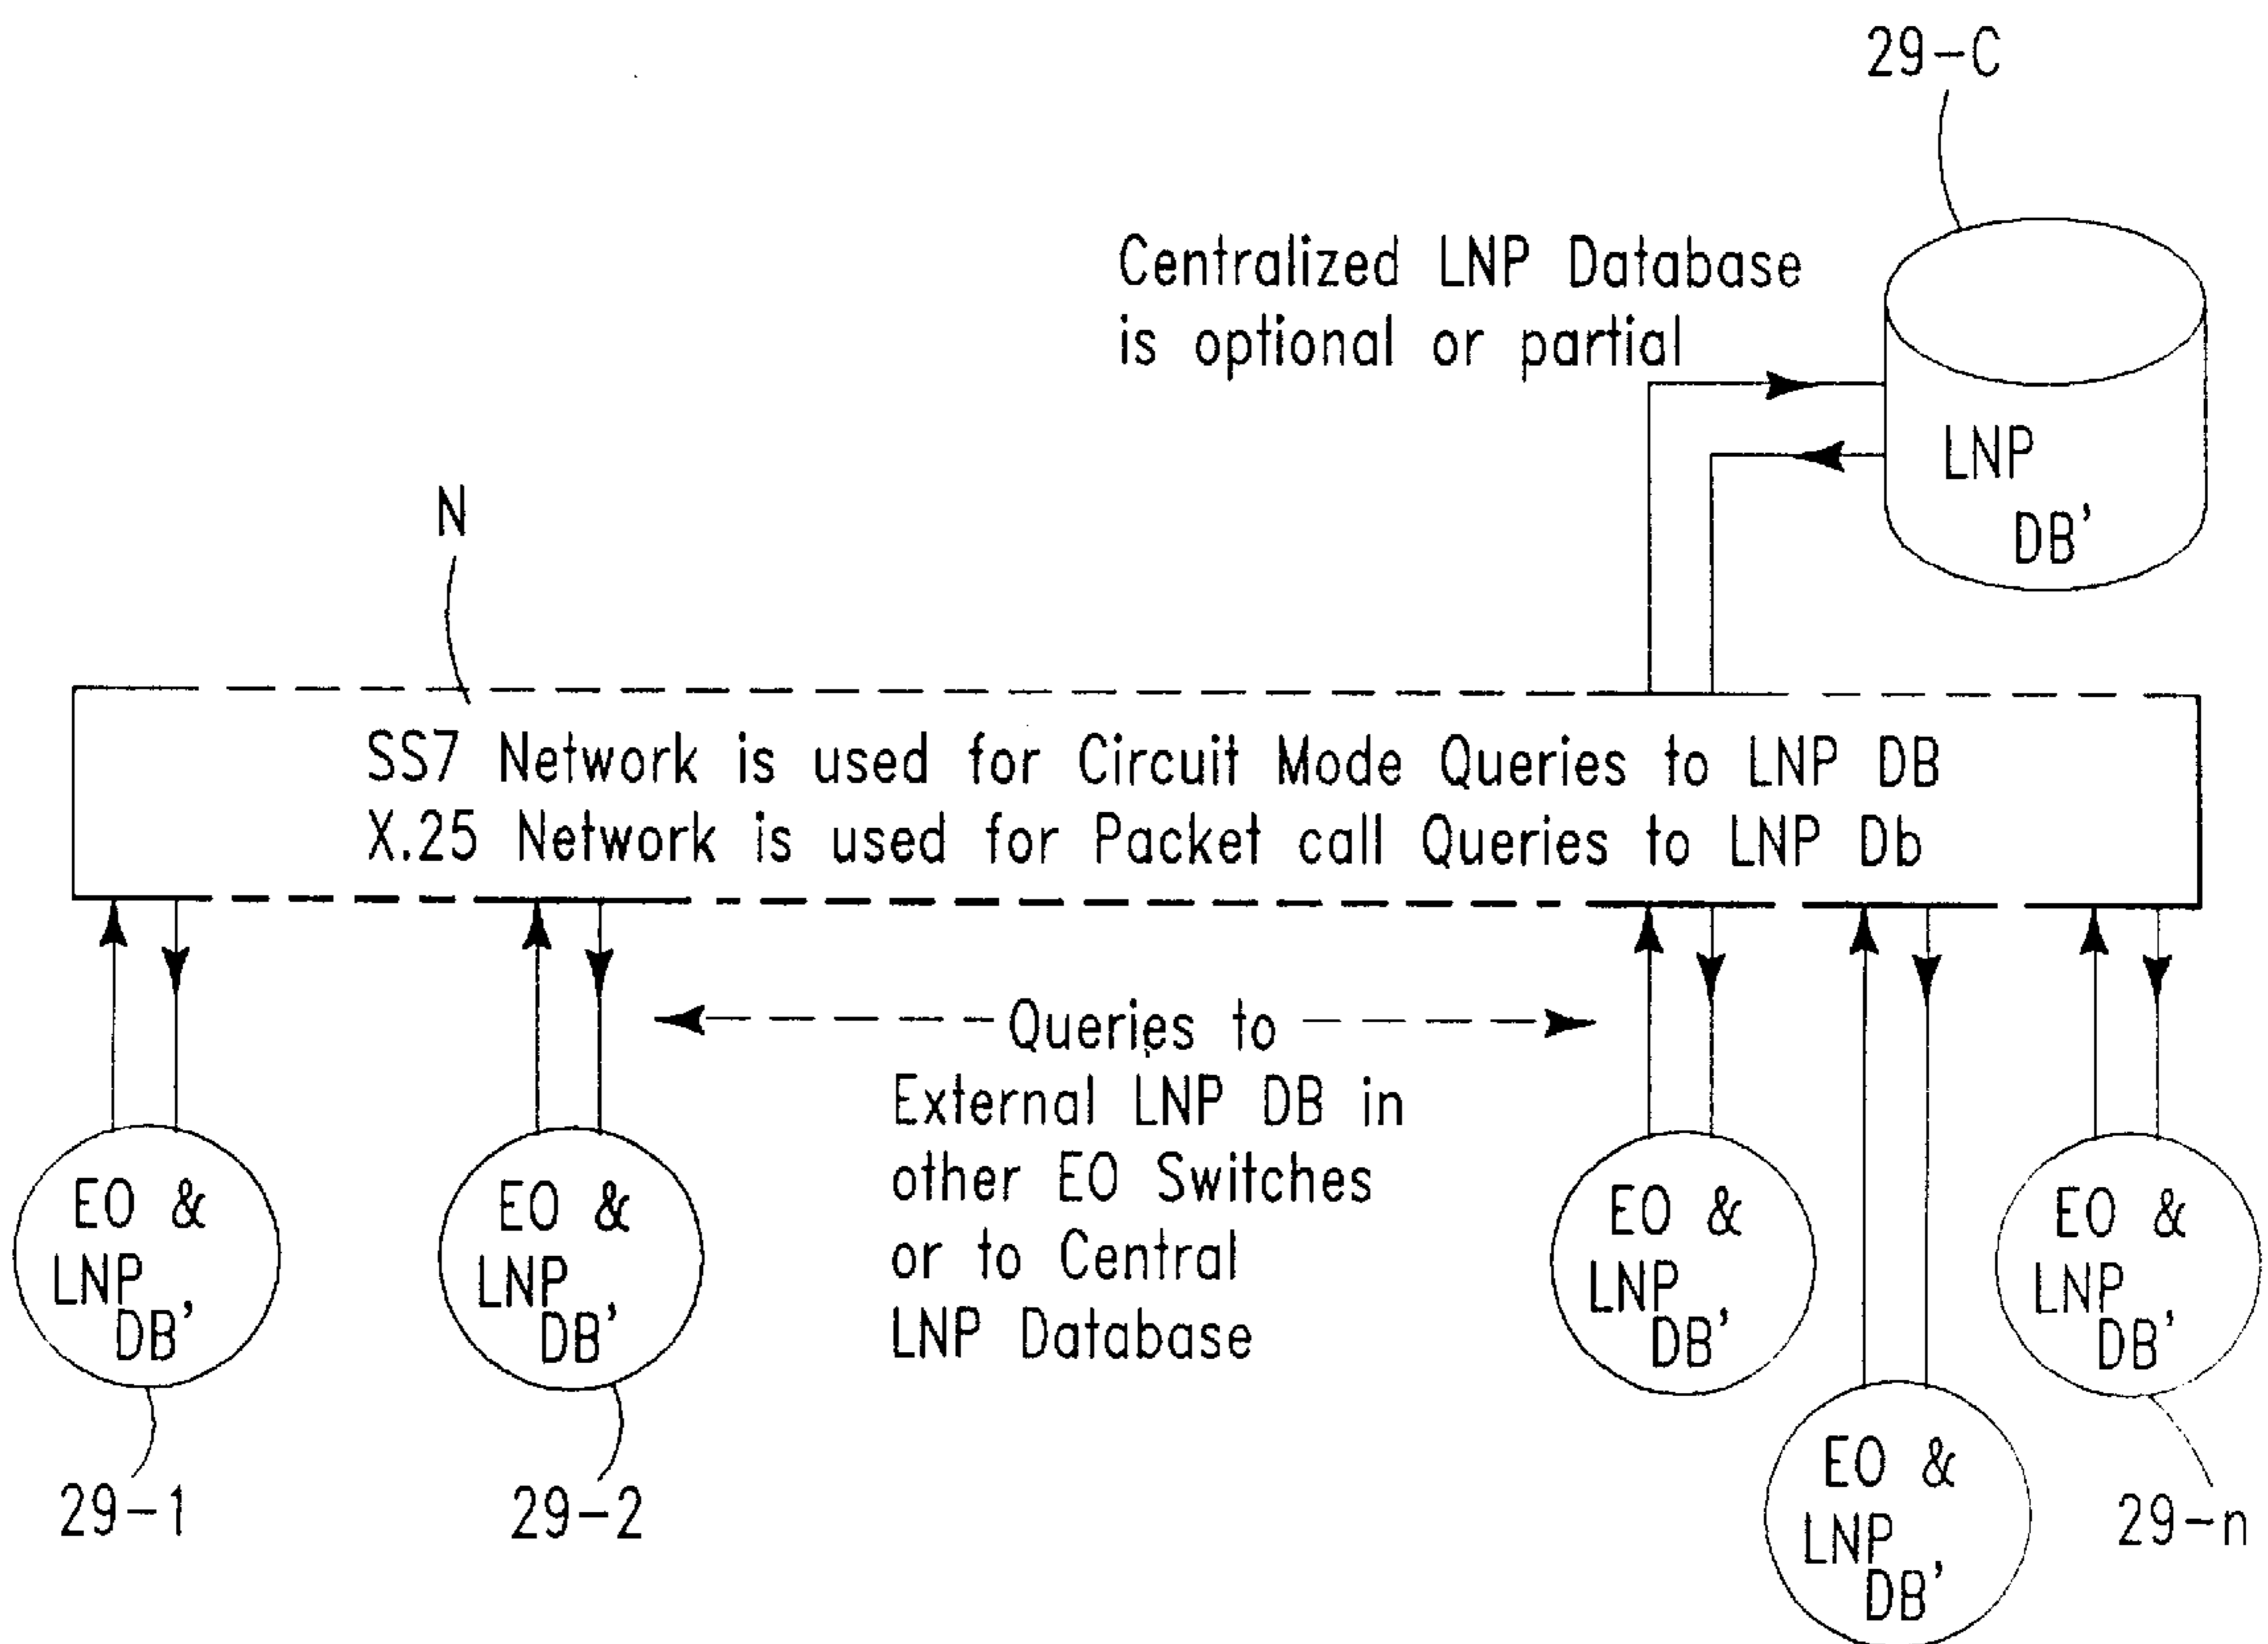 29-C
Centralized LNP Database
is optional or partial
LNP
DB'
N
SS7 Network is used for Circuit Mode Queries to LNP DB
X.25 Network is used for Packet call Queries to LNP Db
Queries to
External LNP DB in
other EO Switches
or to Central
LNP Database
EO &
LNP
DB'
29-1
EO &
LNP
DB'
29-2
EO &
LNP
DB'
EO &
LNP
DB'
EO &
LNP
DB'
29-n